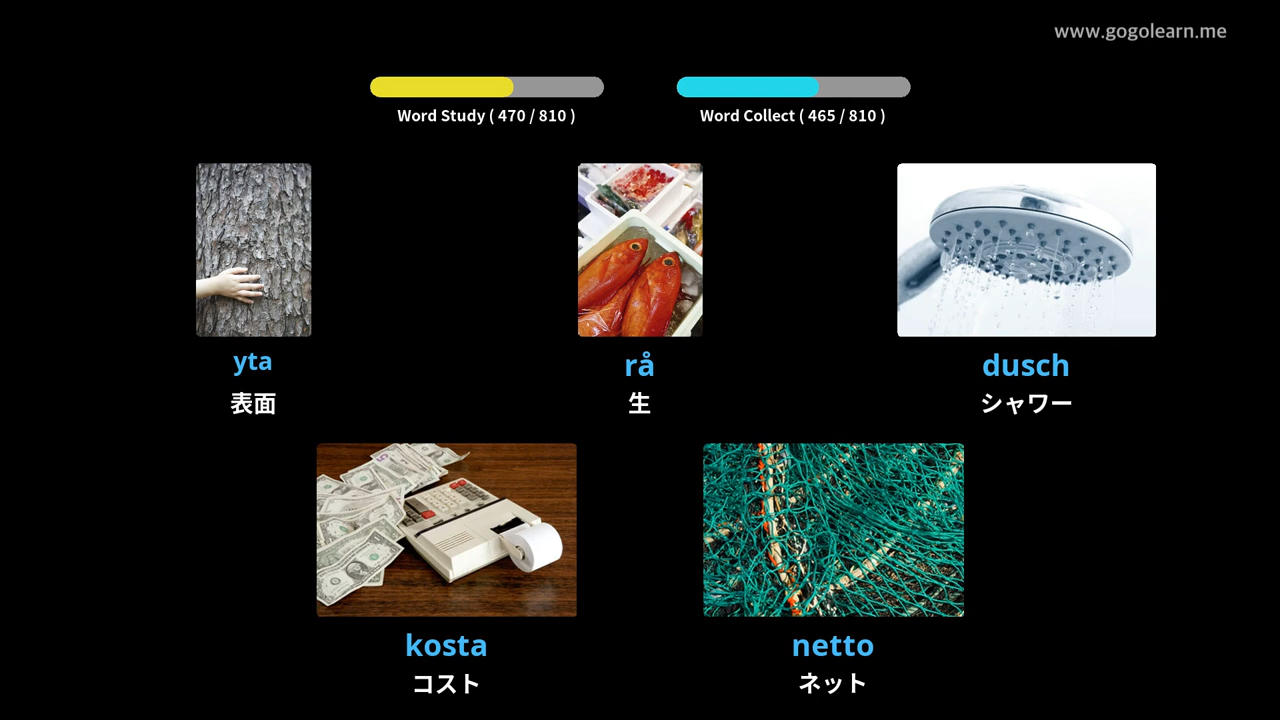 www.gogolearn.me
Word Study ( 470 / 810 )
Word Collect ( 465 / 810 )
yta
表面
rå
生
dusch
シャワー
kosta
コスト
netto
ネット